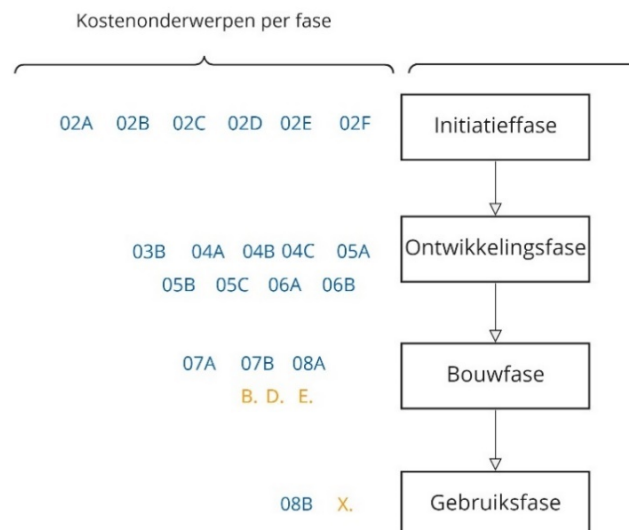 Kostenonderwerpen per fase
02A 02B 02C 02D 02E 02F
Initiatieffase
03B 04A 04B 04C 05A
Ontwikkelingsfase
05B 05C 06A 06B
07A 07B 08A
Bouwfase
B. D. E.
08B X.
Gebruiksfase